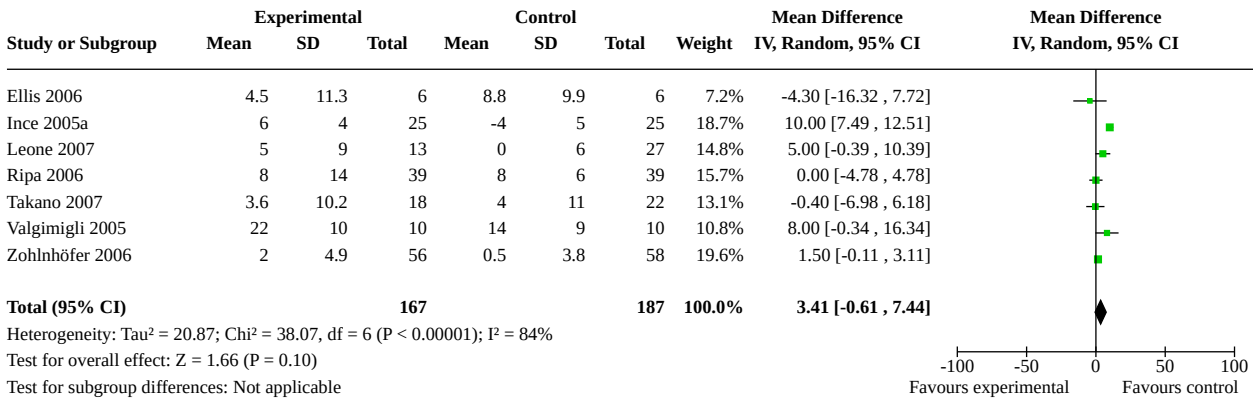 Experimental Control Mean Difference Mean Difference
Study or Subgroup Mean SD Total Mean SD Total Weight IV, Random, 95% CI IV, Random, 95% CI
Ellis 2006 4.5 11.3 6 8.8 9.9 6 7.2% -4.30 [-16.32 , 7.72]
Ince 2005a 6 4 25 -4 5 25 18.7% 10.00 [7.49 , 12.51]
Leone 2007 5 9 13 0 6 27 14.8% 5.00 [-0.39 , 10.39]
Ripa 2006 8 14 39 8 6 39 15.7% 0.00 [-4.78 , 4.78]
Takano 2007 3.6 10.2 18 4 11 22 13.1% -0.40 [-6.98 , 6.18]
Valgimigli 2005 22 10 10 14 9 10 10.8% 8.00 [-0.34 , 16.34]
Zohlnhöfer 2006 2 4.9 56 0.5 3.8 58 19.6% 1.50 [-0.11 , 3.11]
Total (95% CI) 167 187 100.0% 3.41 [-0.61 , 7.44]
Heterogeneity: Tau² = 20.87; Chi² = 38.07, df = 6 (P < 0.00001); I² = 84%
Test for overall effect: Z = 1.66 (P = 0.10) -100 -50 0 50 100
Test for subgroup differences: Not applicable Favours experimental Favours control